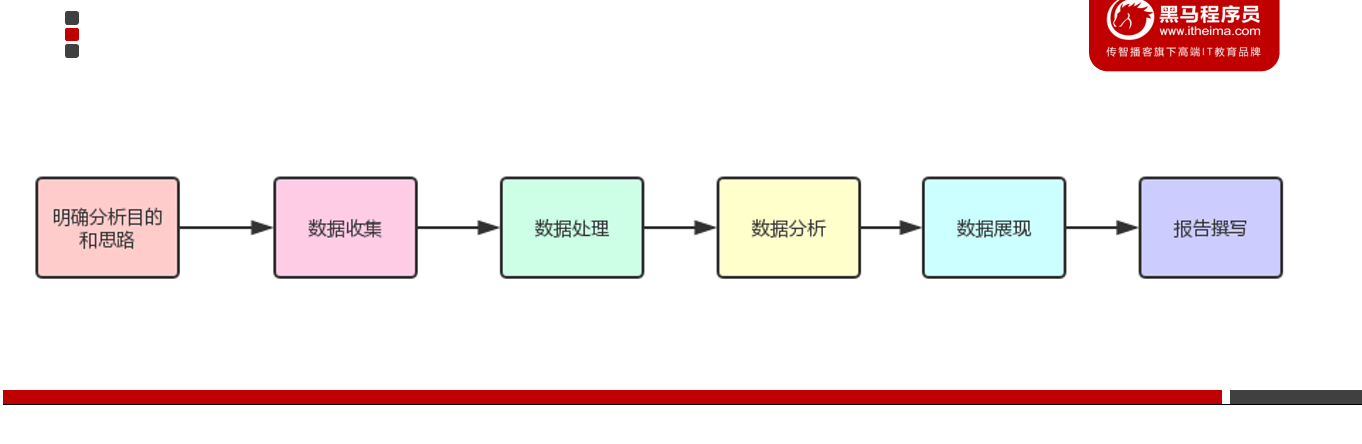 黑马程序员
www.itheima.com
传智播客旗下高端IT教育品牌
明确分析目的
和思路
数据收集
数据处理
数据分析
数据展现
报告撰写